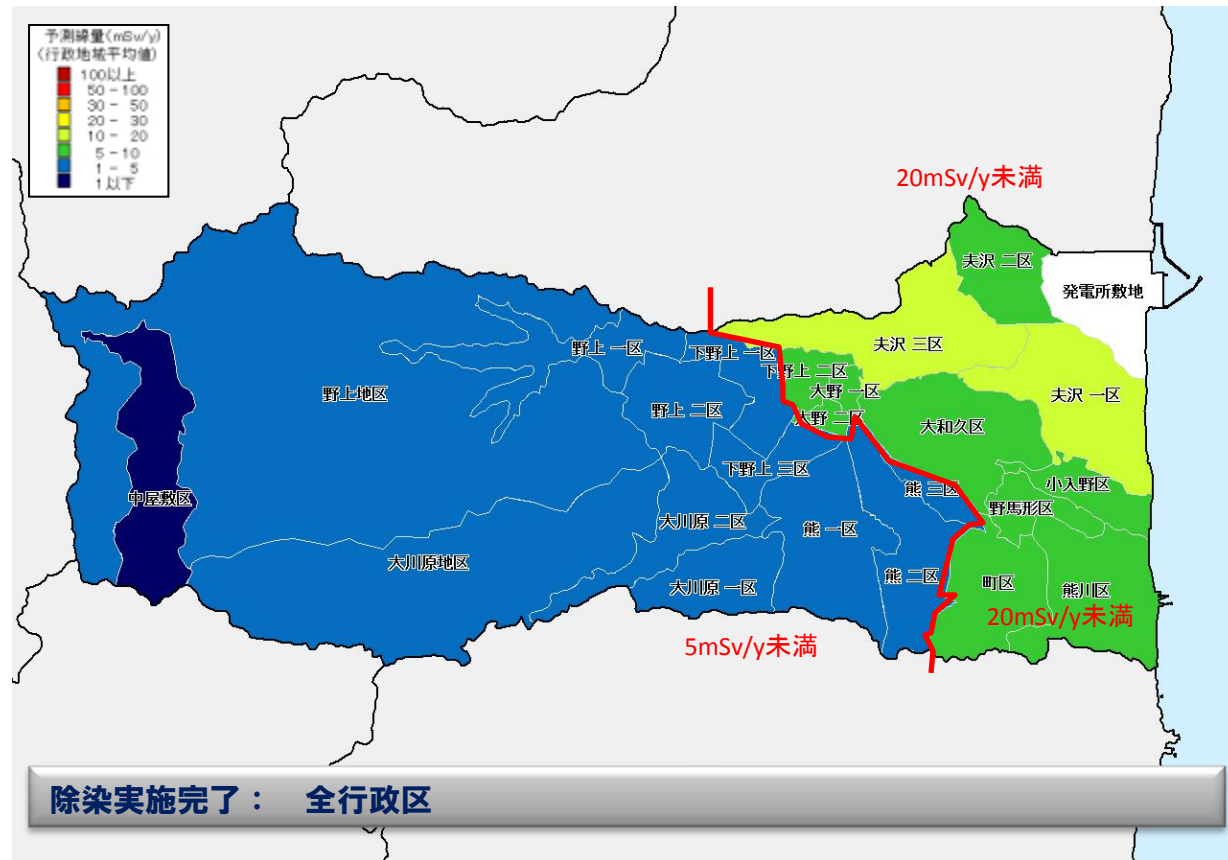 予測線量(mSv/y)
(行政地域平均値)
100以上
50 - 100
30 - 50
20 - 30
10 - 20
5 - 10
1 - 5
1以下
20mSv/y未満
夫沢 二区
発電所敷地
夫沢 三区
野上 一区
下野上 一区
下野上 二区
大野 一区
夫沢 一区
野上地区
野上 二区
大野 二区
大和久区
下野上 三区
熊 三区
小入野区
中屋敷区
野馬形区
大川原 二区
熊 一区
大川原地区
大川原 一区
熊 二区
町区
熊川区
20mSv/y未満
5mSv/y未満
除染実施完了： 全行政区